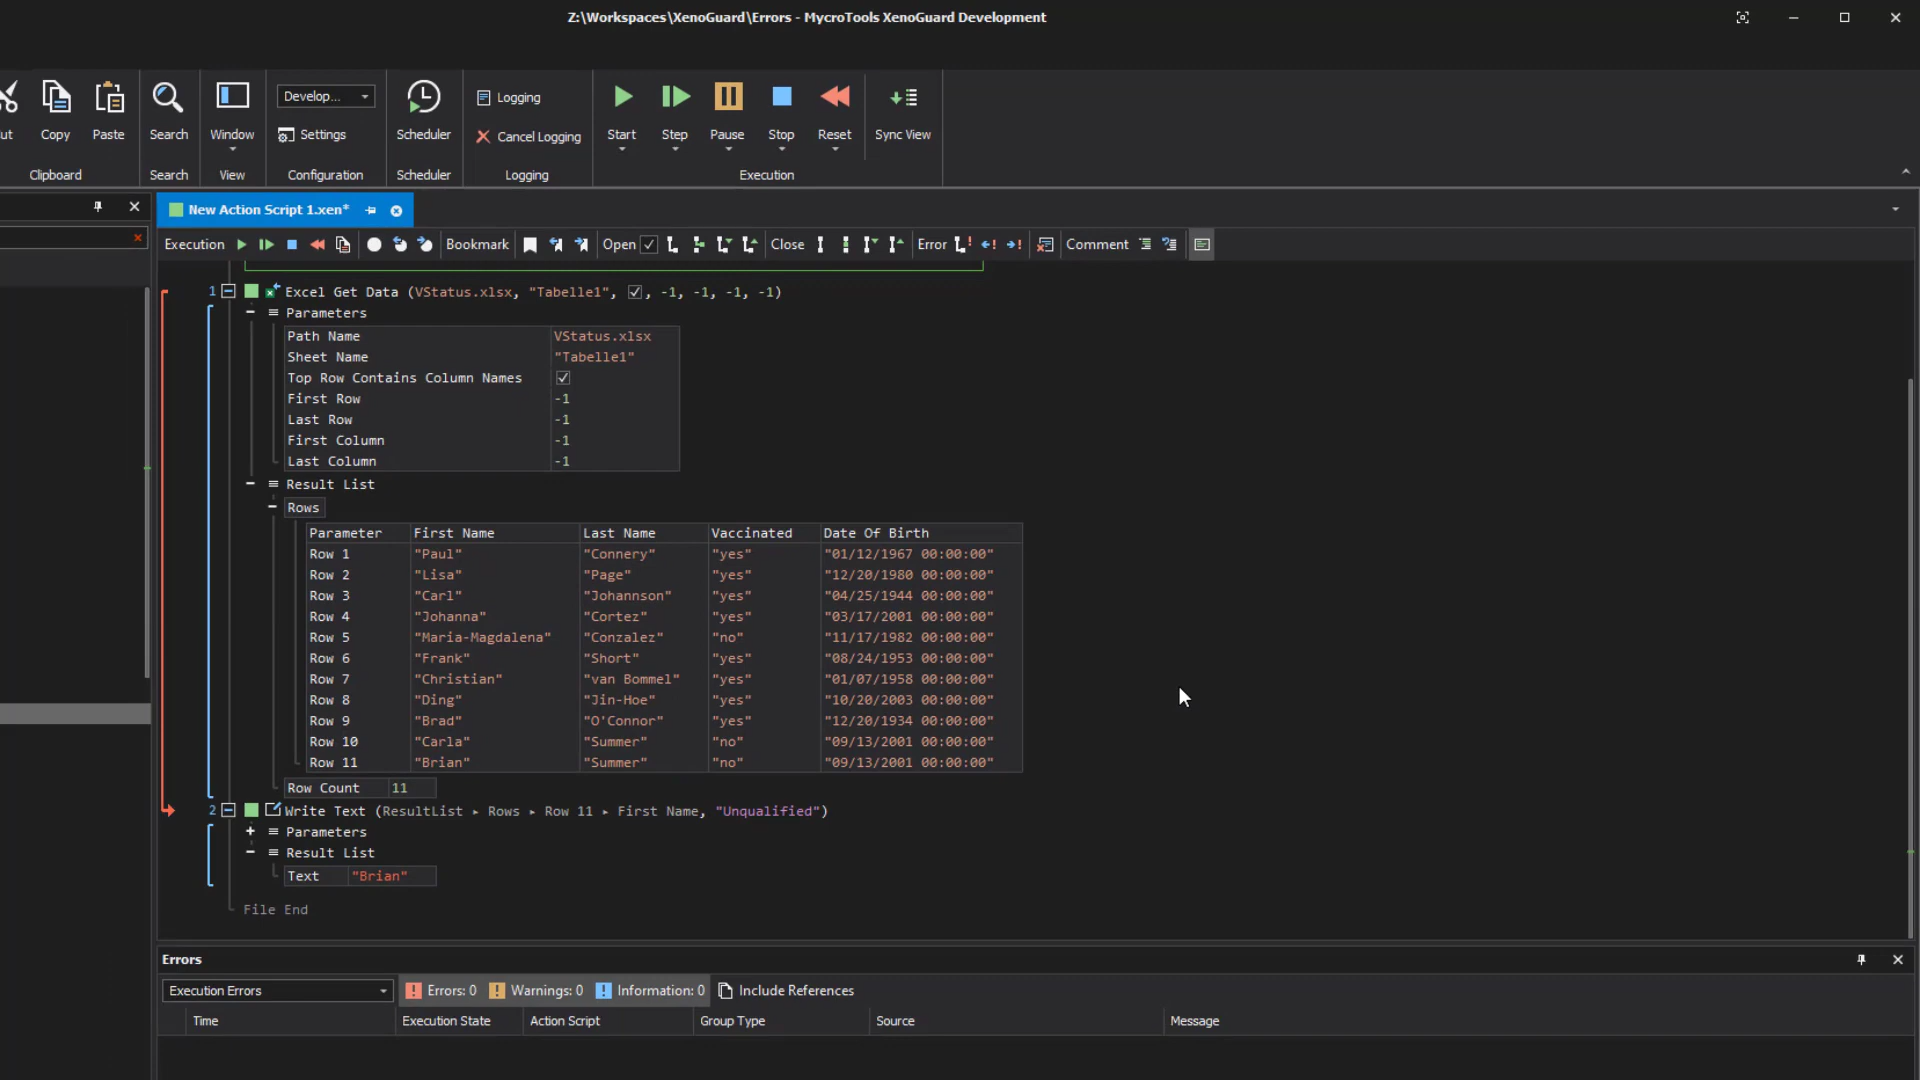 Z:\Workspaces\XenoGuard\Errors - MycroTools XenoGuard Development
ut
Copy
Paste
Clipboard
Search
Search
Window
View
Develop...
Settings
Configuration
Scheduler
Scheduler
Logging
Cancel Logging
Logging
Start
Step
Pause
Stop
Reset
Execution
Sync View
New Action Script 1.xen*
Execution
Bookmark
Open
Close
Error
Comment
1 Excel Get Data (VStatus.xlsx, "Tabelle1", , -1, -1, -1, -1)
Parameters
Path Name VStatus.xlsx
Sheet Name "Tabelle1"
Top Row Contains Column Names
First Row -1
Last Row -1
First Column -1
Last Column -1
Result List
Rows
Parameter First Name Last Name Vaccinated Date Of Birth
Row 1 "Paul" "Connery" "yes" "01/12/1967 00:00:00"
Row 2 "Lisa" "Page" "yes" "12/20/1980 00:00:00"
Row 3 "Carl" "Johannson" "yes" "04/25/1944 00:00:00"
Row 4 "Johanna" "Cortez" "yes" "03/17/2001 00:00:00"
Row 5 "Maria-Magdalena" "Conzalez" "no" "11/17/1982 00:00:00"
Row 6 "Frank" "Short" "yes" "08/24/1953 00:00:00"
Row 7 "Christian" "van Bommel" "yes" "01/07/1958 00:00:00"
Row 8 "Ding" "Jin-Hoe" "yes" "10/20/2003 00:00:00"
Row 9 "Brad" "O'Connor" "yes" "12/20/1934 00:00:00"
Row 10 "Carla" "Summer" "no" "09/13/2001 00:00:00"
Row 11 "Brian" "Summer" "no" "09/13/2001 00:00:00"
Row Count 11
2 Write Text (ResultList ▸ Rows ▸ Row 11 ▸ First Name, "Unqualified")
Parameters
Result List
Text "Brian"
File End
Errors
Execution Errors
Errors: 0
Warnings: 0
Information: 0
Include References
Time Execution State Action Script Group Type Source Message